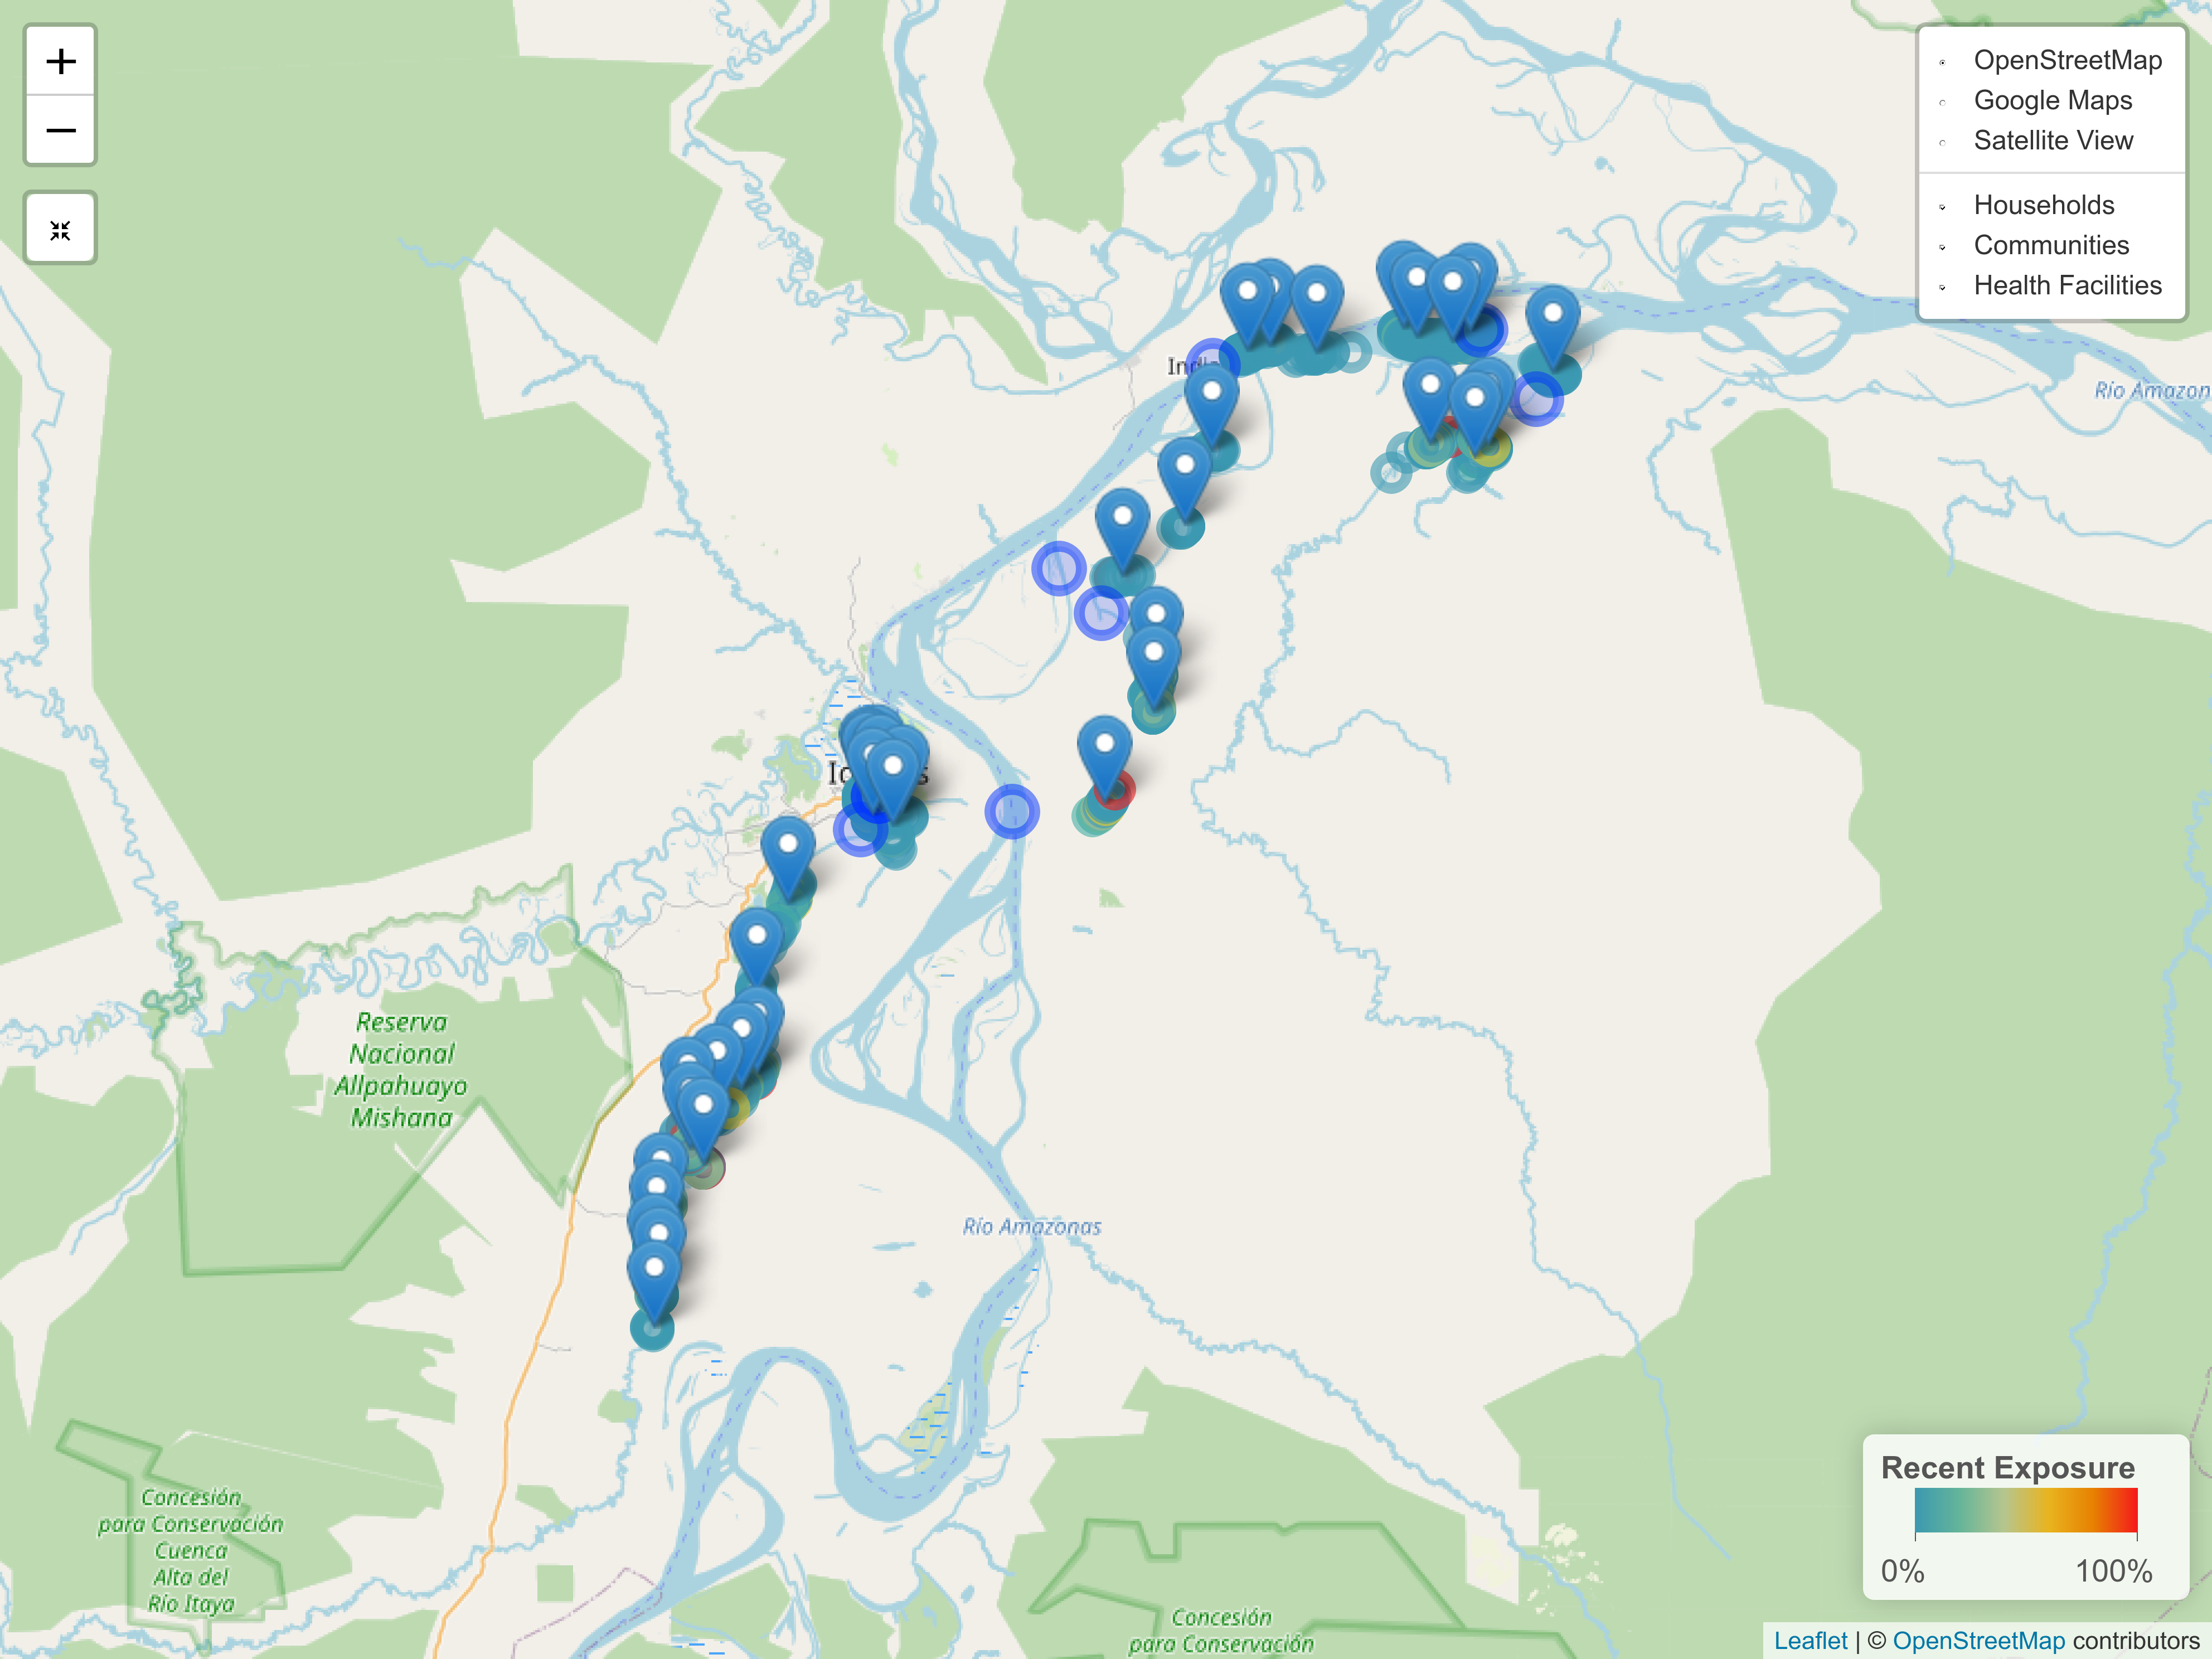 +
−
OpenStreetMap
Google Maps
Satellite View
Households
Communities
Health Facilities
Río Amazon
Reserva
Nacional
Allpahuayo
Mishana
Río Amazonas
Concesión
para Conservación
Cuenca
Alta del
Río Itaya
Concesión
para Conservación
Recent Exposure
0% 100%
Leaflet | © OpenStreetMap contributors